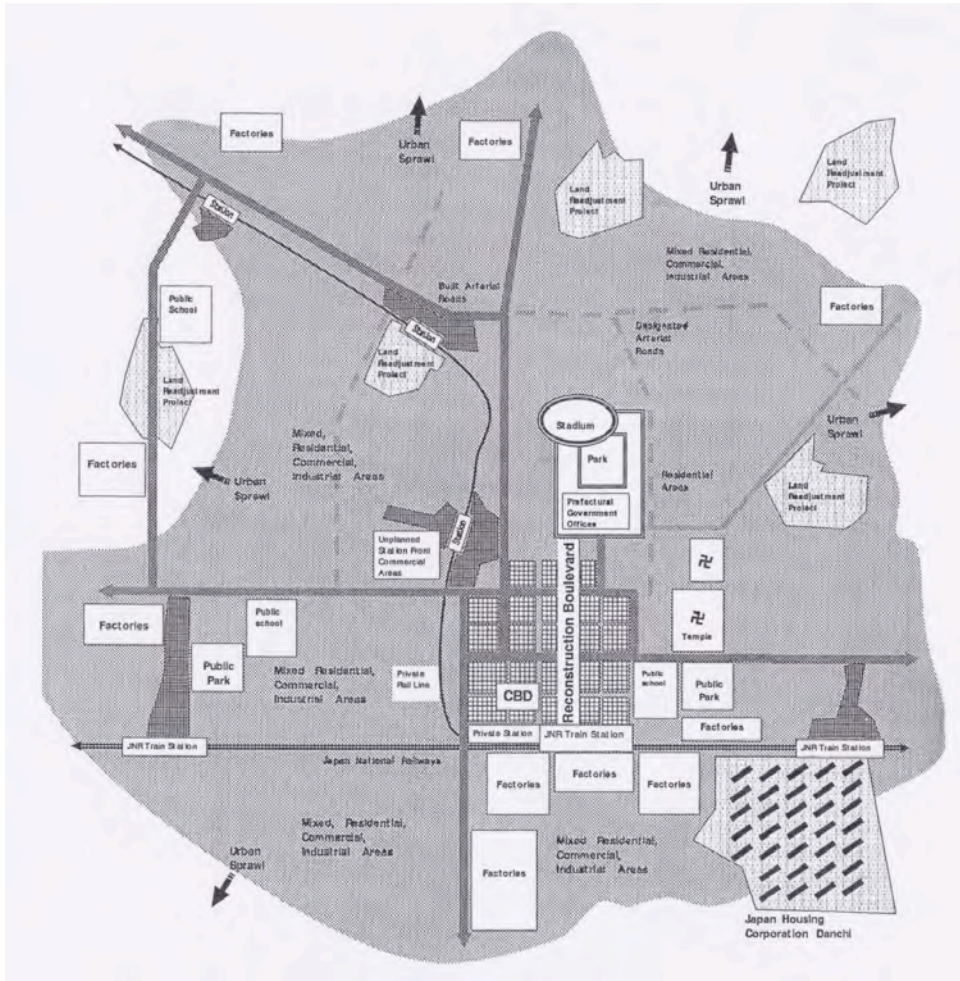 Factories
Urban
Sprawl
Factories
Urban
Sprawl
Land
Readjustment
Project
Land
Readjustment
Project
Station
Mixed Residential,
Commercial,
Industrial Areas
Public
School
Built Arterial
Roads
Factories
Station
Designated
Arterial
Roads
Land
Readjustment
Project
Land
Readjustment
Project
Urban
Sprawl
Stadium
Mixed,
Residential,
Commercial,
Industrial Areas
Park
Factories
Urban
Sprawl
Residential
Areas
Land
Readjustment
Project
Prefectural
Government
Offices
Station
Unplanned
Station Front
Commercial
Areas
卍
Reconstruction Boulevard
Factories
Public
school
卍
Temple
Public
Park
Mixed Residential,
Commercial,
Industrial Areas
Private
Rail Line
CBD
Public
school
Public
Park
Factories
JNR Train Station
Private Station
JNR Train Station
JNR Train Station
Japan National Railways
Factories
Factories
Factories
Mixed, Residential,
Commercial,
Industrial Areas
Mixed Residential,
Commercial,
Industrial Areas
Urban
Sprawl
Factories
Japan Housing
Corporation Danchi